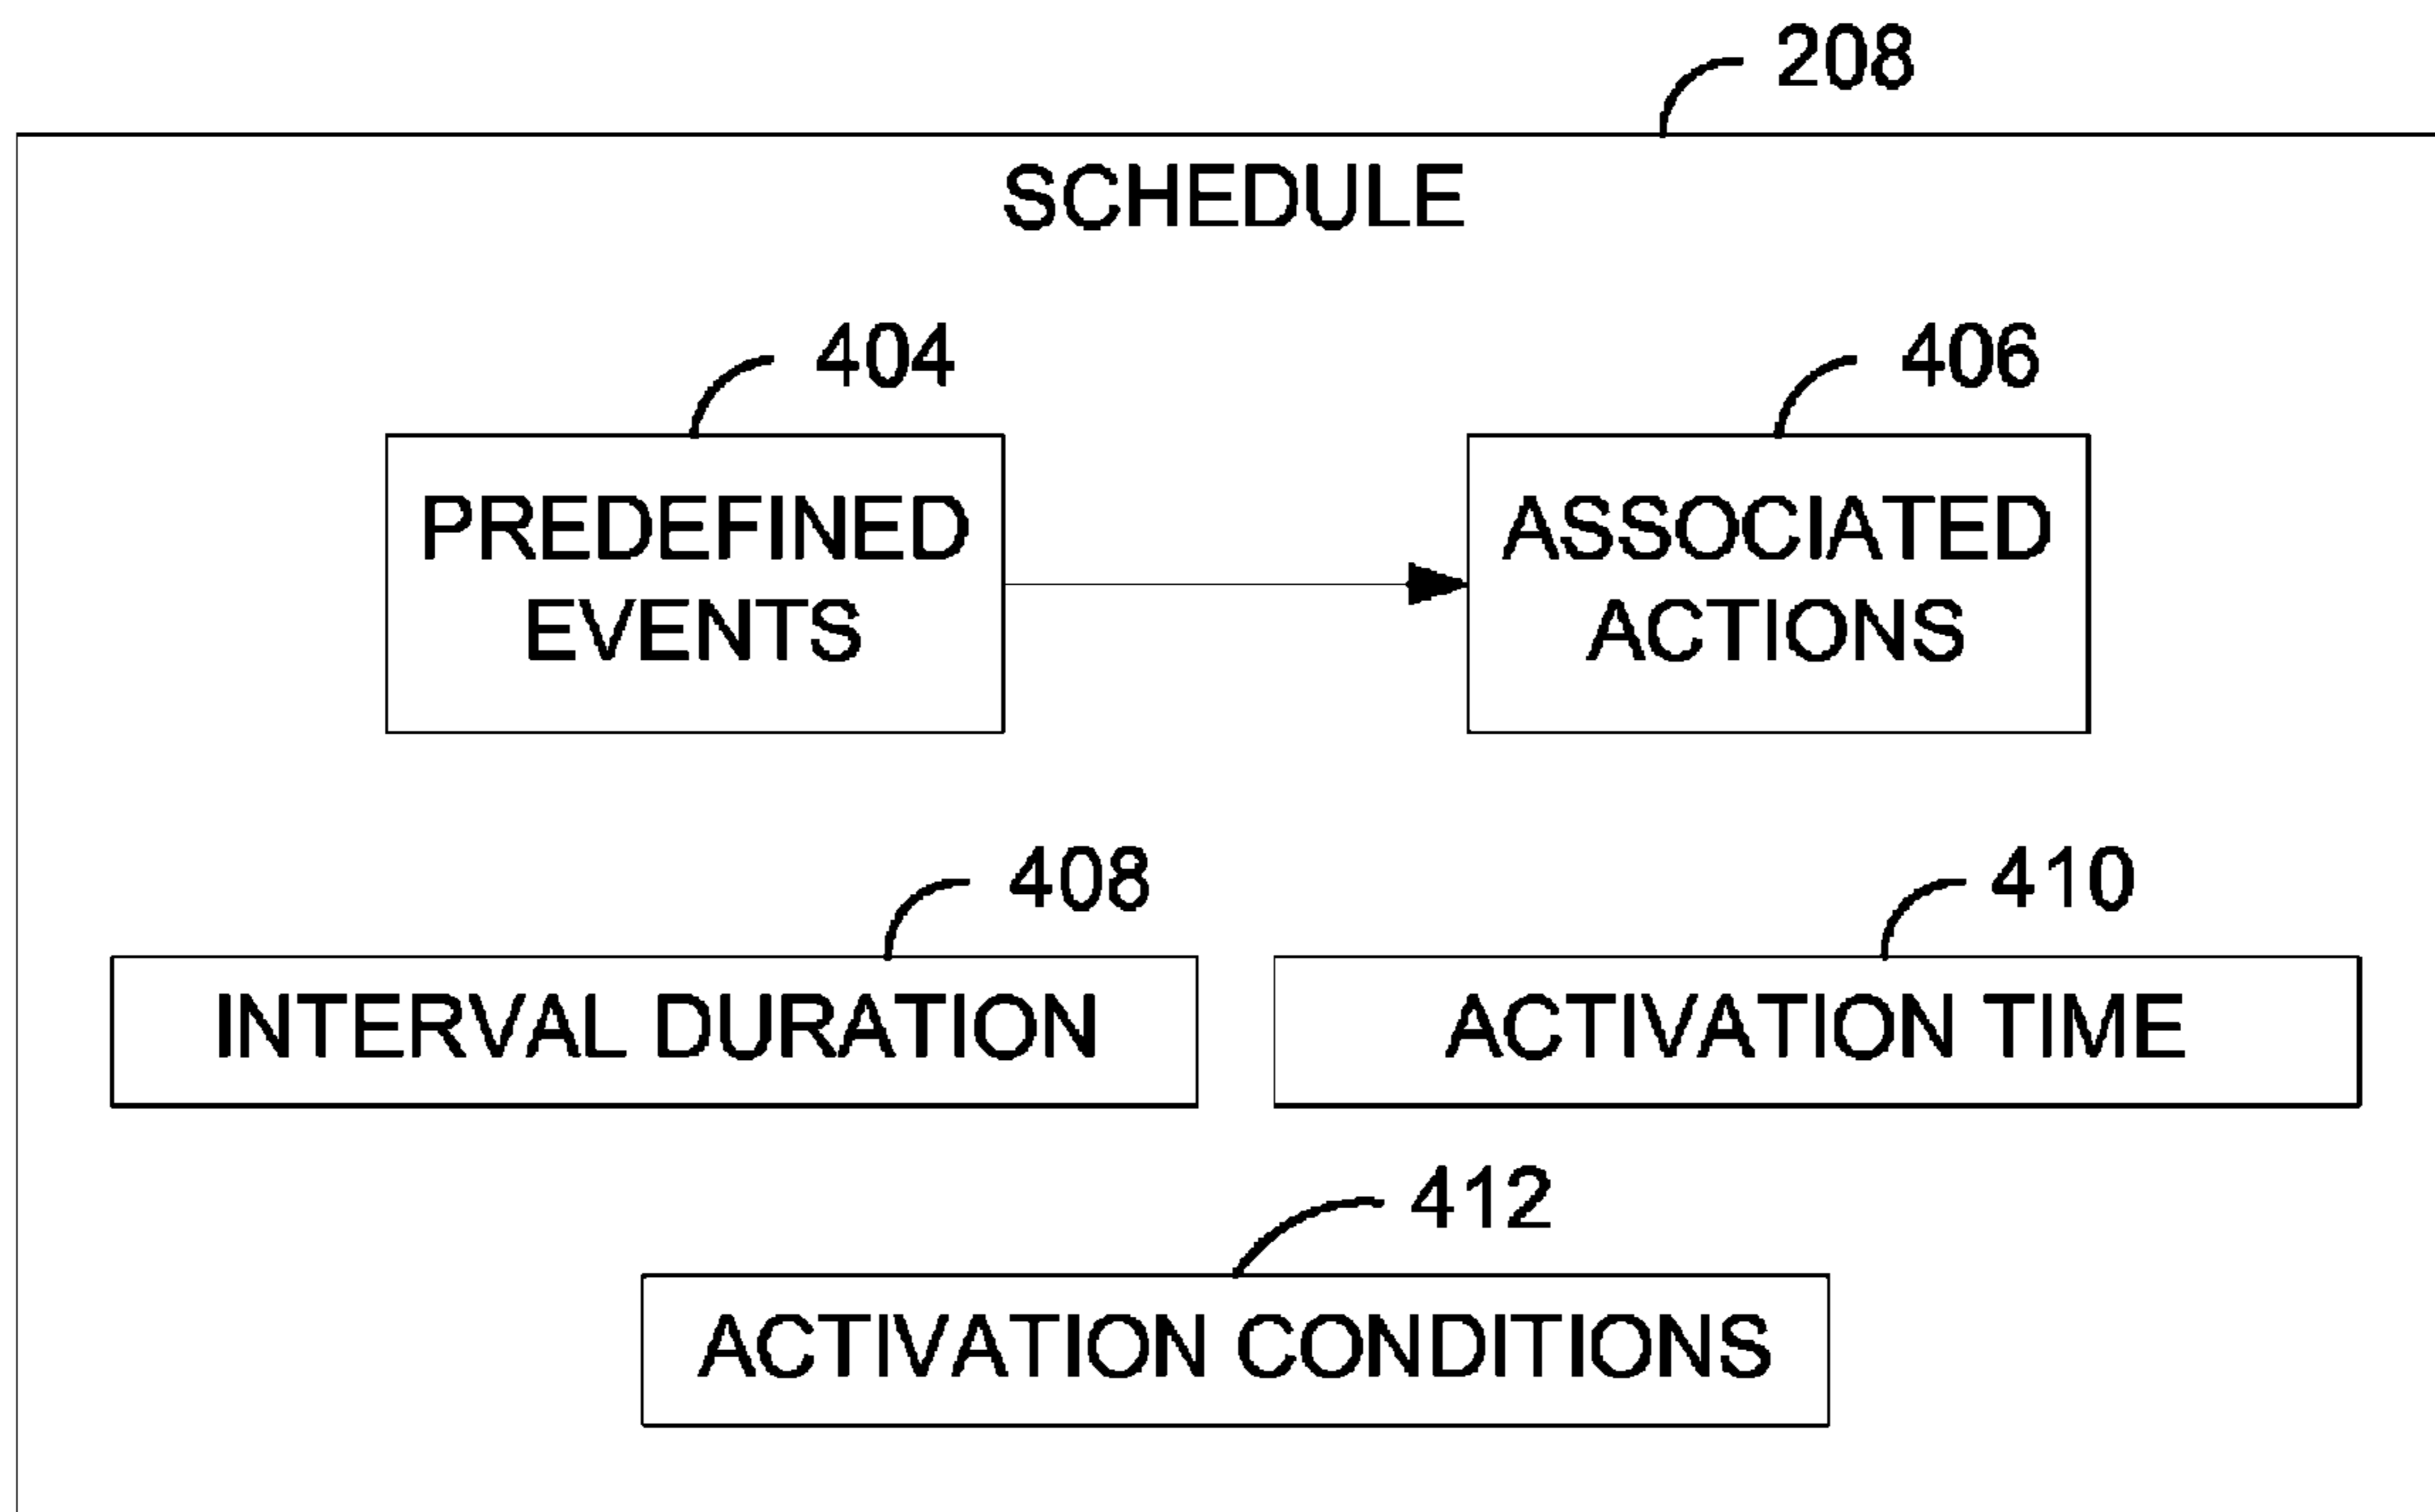 208
SCHEDULE
404
406
PREDEFINED
EVENTS
ASSOCIATED
ACTIONS
408
410
INTERVAL DURATION
ACTIVATION TIME
412
ACTIVATION CONDITIONS